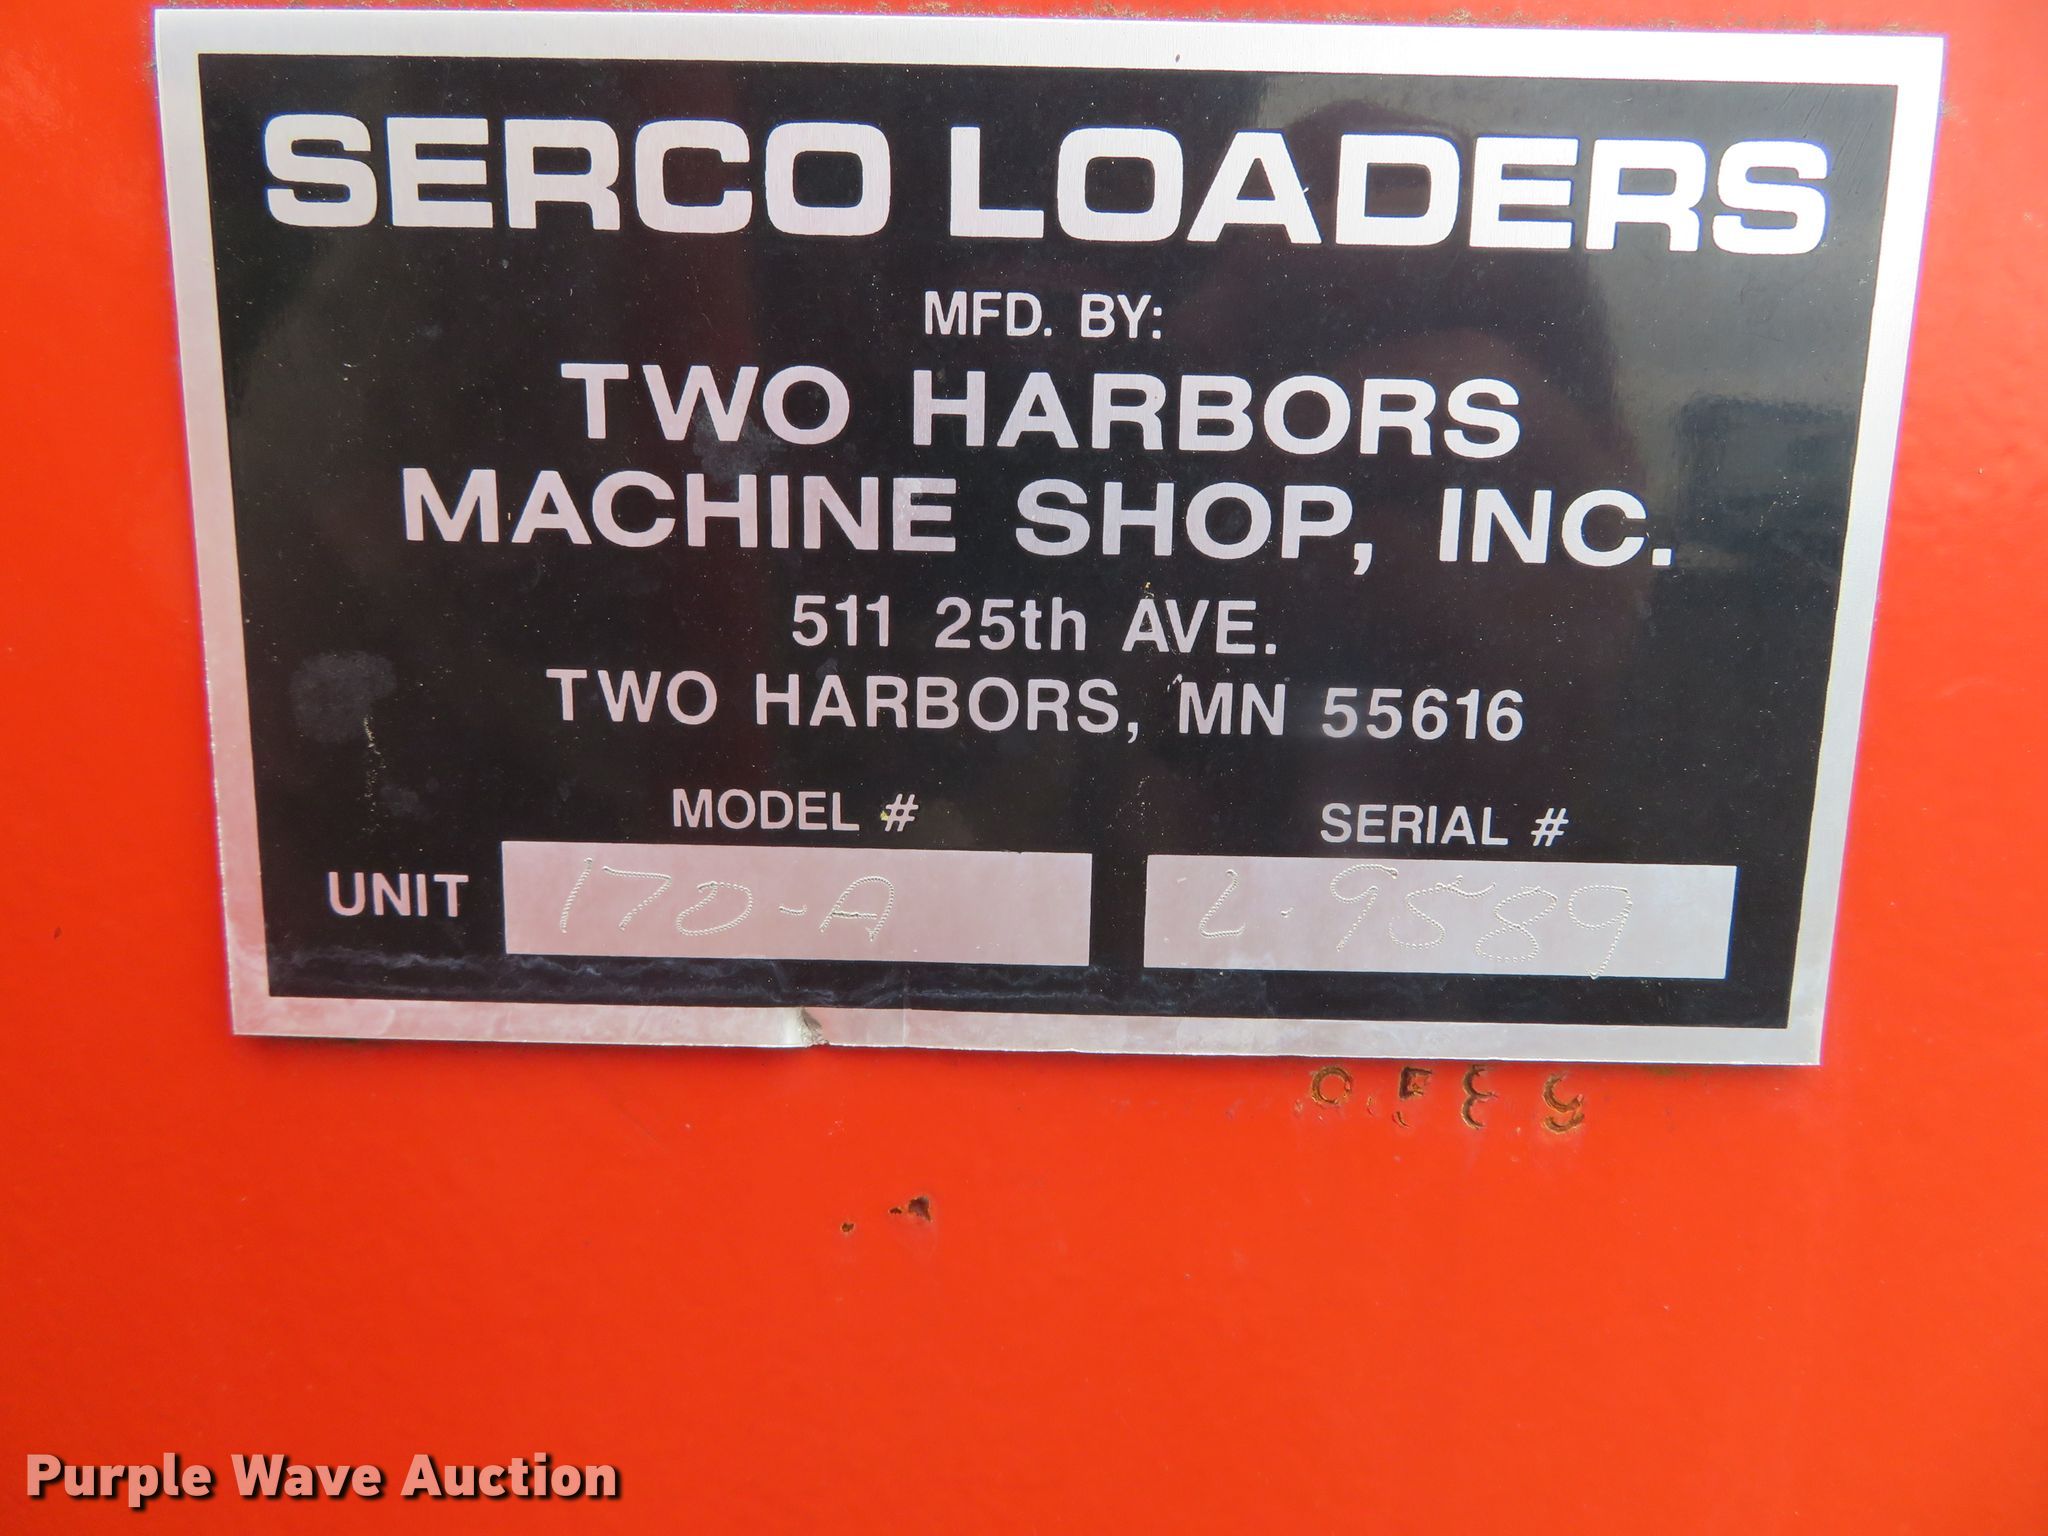 SERCO LOADERS
MFD. BY:
TWO HARBORS
MACHINE SHOP, INC.
511 25th AVE.
TWO HARBORS, MN 55616
MODEL # SERIAL #
UNIT 170-A L-9589
Purple Wave Auction